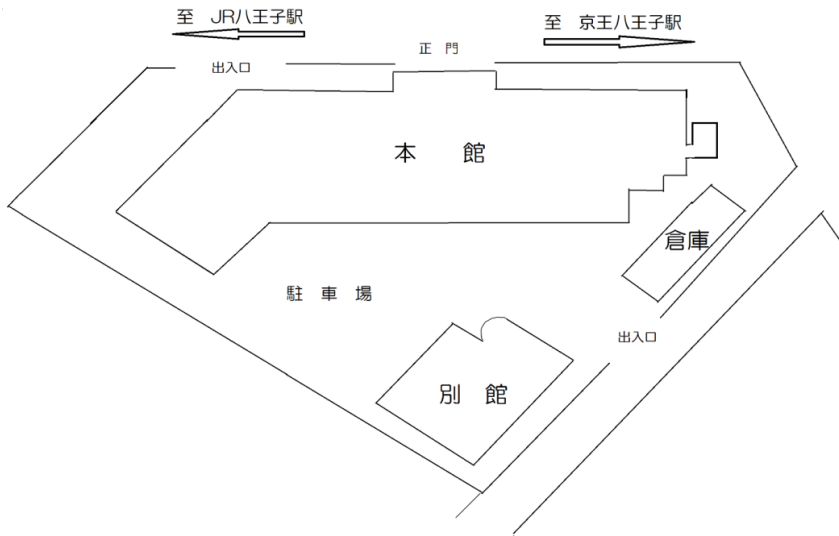 至　JR八王子駅
至　京王八王子駅
正　門
出入口
本　館
倉庫
駐　車　場
出入口
別　館